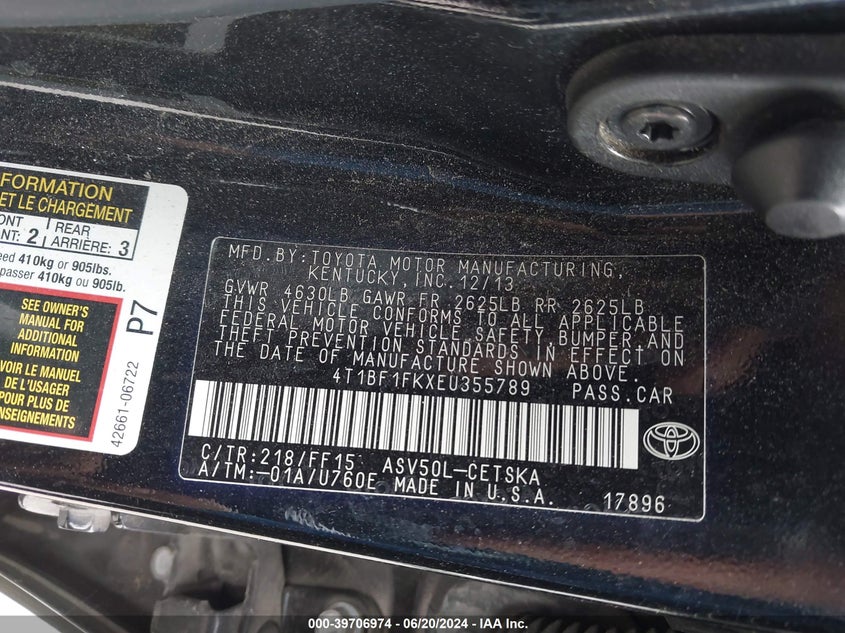 FORMATION
ET LE CHARGEMENT
REAR
ARRIÈRE: 3
2
410kg or 905lbs.
passer 410kg ou 905lb.
SEE OWNER'S
MANUAL FOR
ADDITIONAL
INFORMATION
VOIR LE MANUEL
DE L'USAGER
POUR PLUS DE
RENSEIGNEMENTS
P7
42661-06722
MFD. BY: TOYOTA MOTOR MANUFACTURING,
KENTUCKY, INC. 12/13
GVWR 4630LB GAWR FR 2625LB RR 2625LB
THIS VEHICLE CONFORMS TO ALL APPLICABLE
FEDERAL MOTOR VEHICLE SAFETY, BUMPER, AND
THEFT PREVENTION STANDARDS IN EFFECT ON
THE DATE OF MANUFACTURE SHOWN ABOVE.
4T1BF1FKXEU355789 PASS. CAR
C/TR: 218/FF15 ASV50L-CETSKA
A/TM: -01A/U760E MADE IN U.S.A.
17896
000-39706974 / 06/20/2024 - IAA Inc.